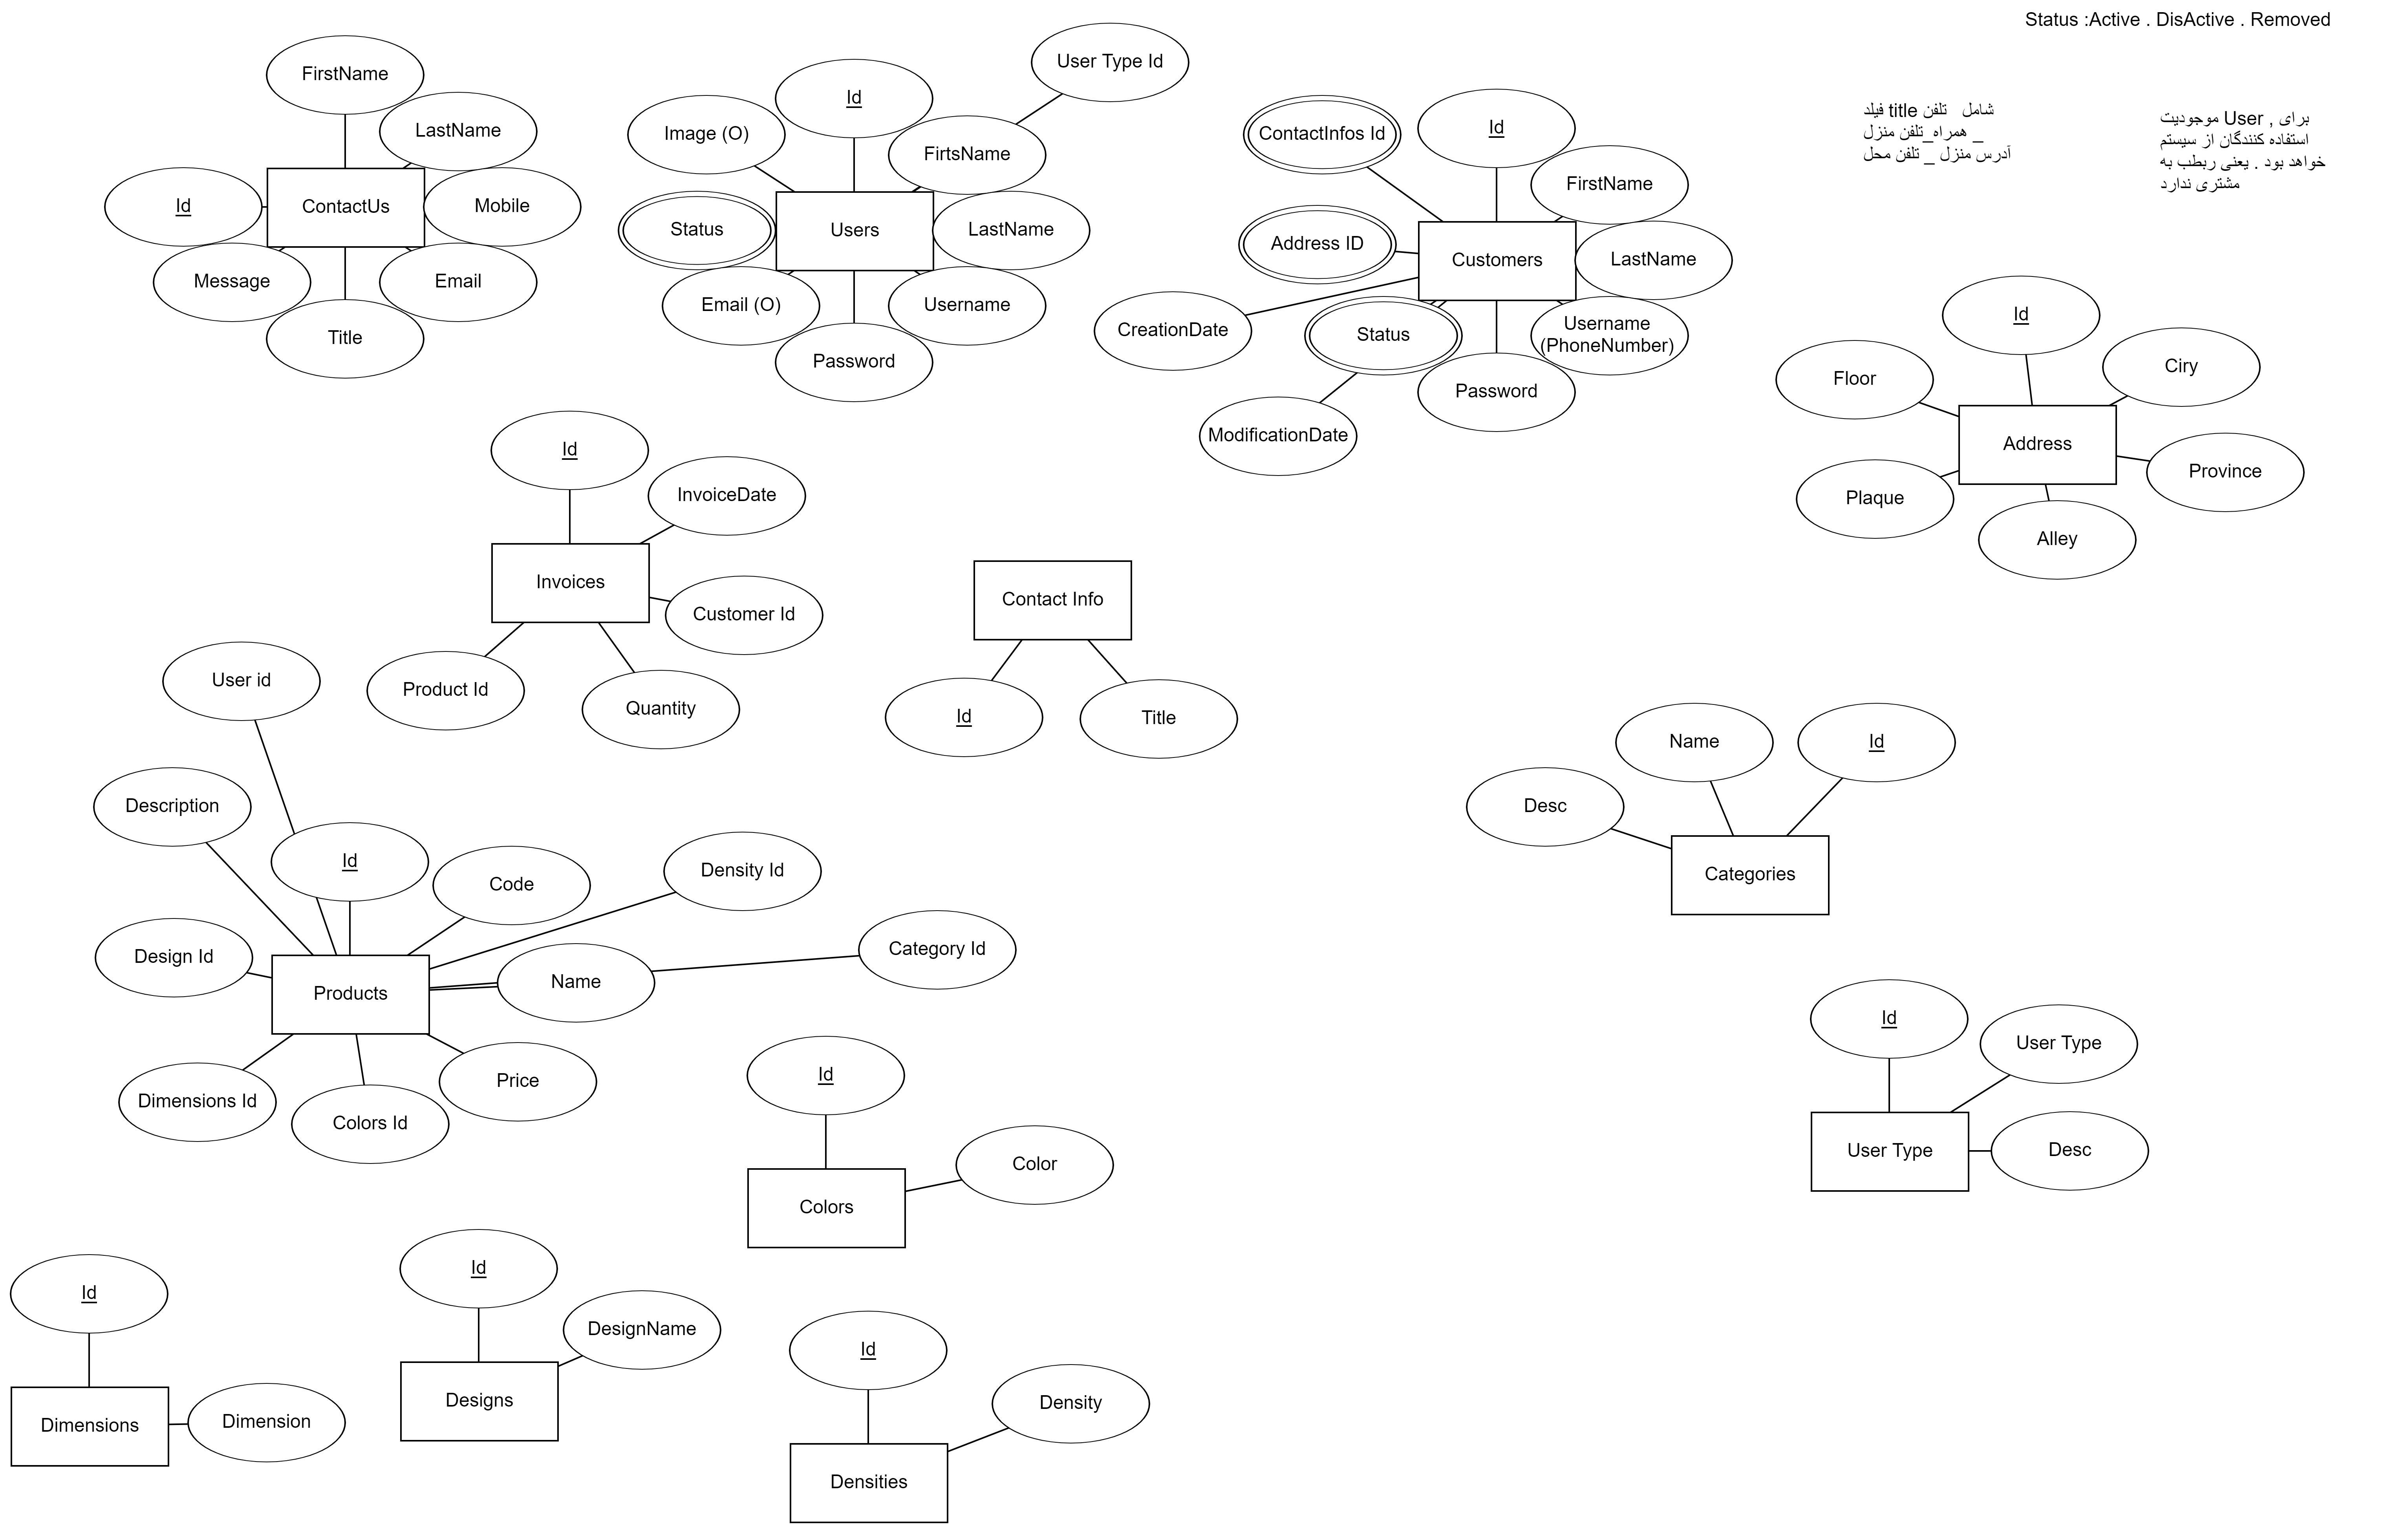 Status :Active . DisActive . Removed
FirstName
LastName
Id
ContactUs
Mobile
Message
Email
Title
User Type Id
Id
Image (O)
FirtsName
Status
Users
LastName
Email (O)
Username
Password
ContactInfos Id
Id
FirstName
Address ID
Customers
LastName
CreationDate
Status
Username
(PhoneNumber)
Password
ModificationDate
فیلد title شامل تلفن
همراه_تلفن منزل _
آدرس منزل _ تلفن محل
برای , User موجودیت
استفاده کنندگان از سیستم
خواهد بود . یعنی ربطب به
مشتری ندارد
Id
Floor
Ciry
Address
Plaque
Province
Alley
Id
InvoiceDate
Invoices
Customer Id
Product Id
Quantity
Contact Info
Id
Title
User id
Description
Id
Code
Density Id
Design Id
Category Id
Products
Name
Dimensions Id
Colors Id
Price
Name
Id
Desc
Categories
Id
User Type
User Type
Desc
Id
Color
Colors
Id
Dimensions
Dimension
Id
DesignName
Designs
Id
Density
Densities